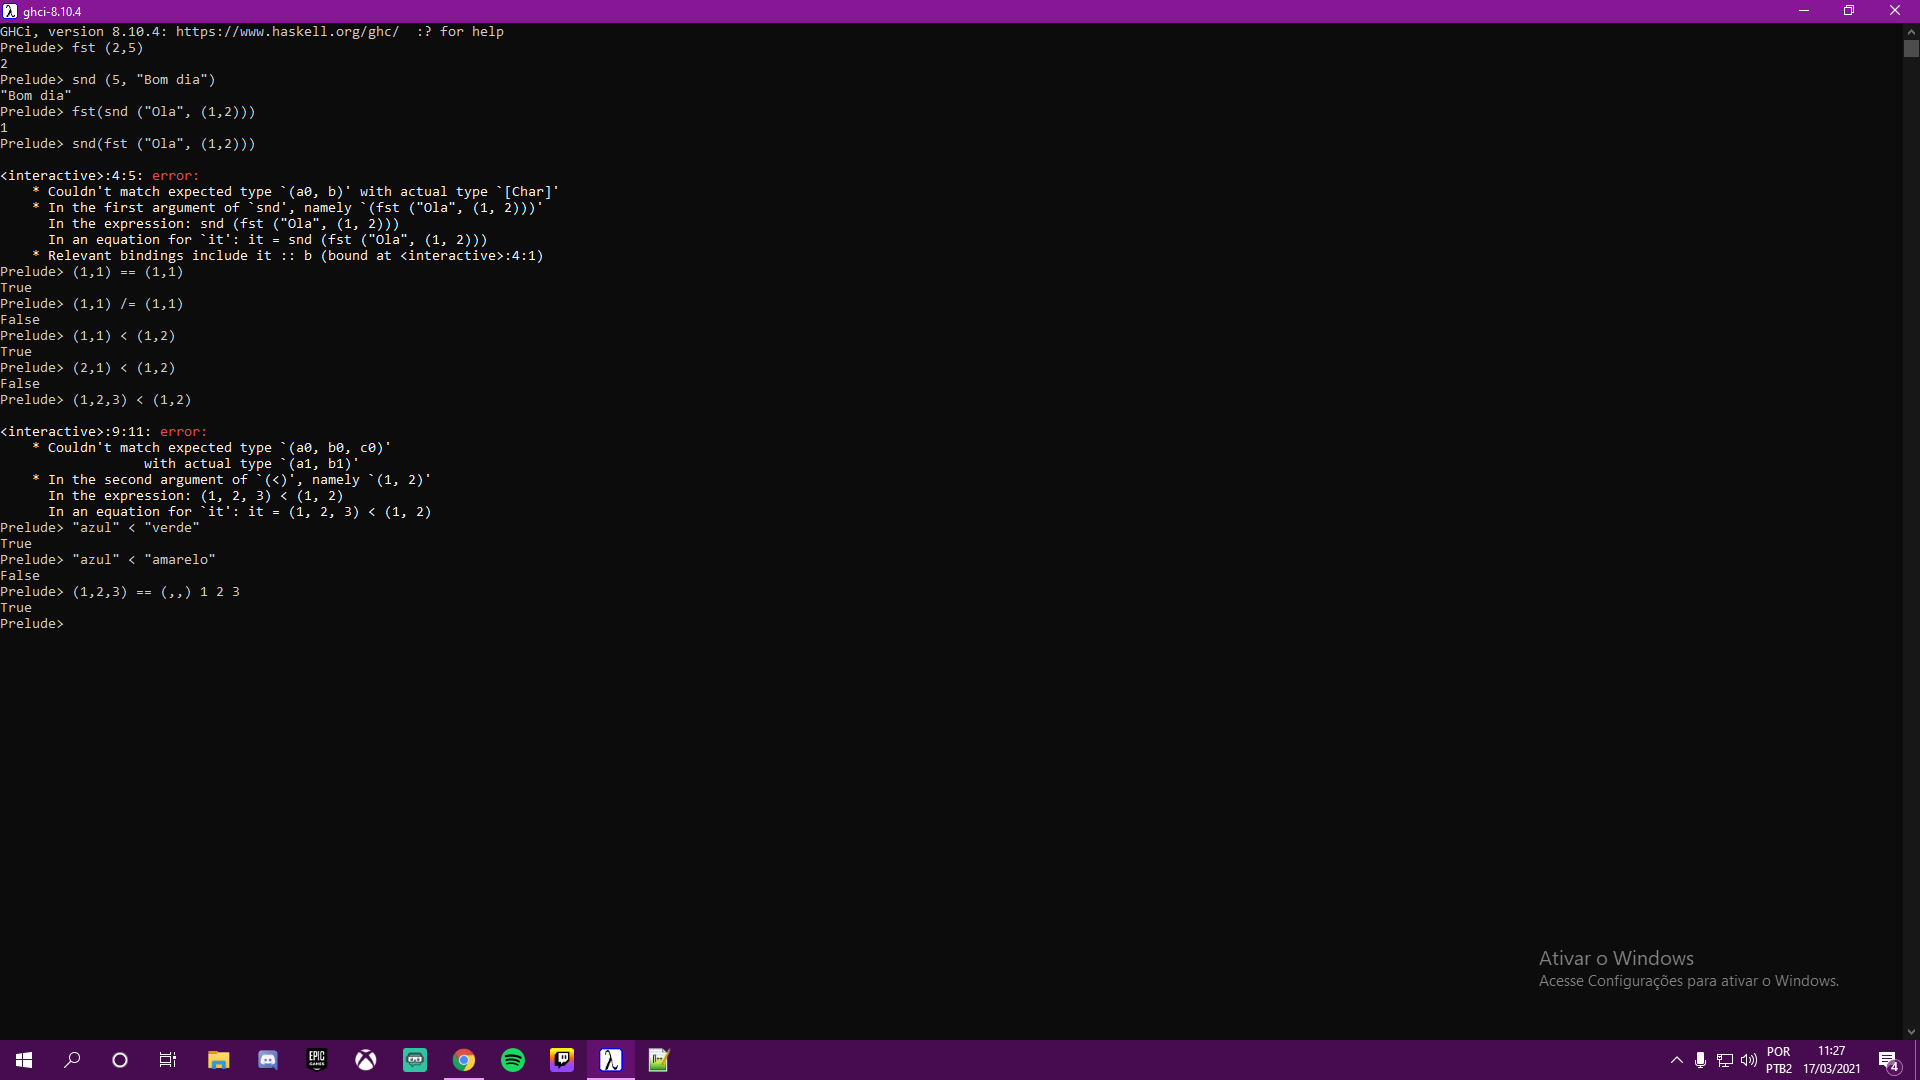 ghci-8.10.4
GHCi, version 8.10.4: https://www.haskell.org/ghc/  :? for help
Prelude> fst (2,5)
2
Prelude> snd (5, "Bom dia")
"Bom dia"
Prelude> fst(snd ("Ola", (1,2)))
1
Prelude> snd(fst ("Ola", (1,2)))
<interactive>:4:5: error:
    * Couldn't match expected type `(a0, b)' with actual type `[Char]'
    * In the first argument of `snd', namely `(fst ("Ola", (1, 2)))'
      In the expression: snd (fst ("Ola", (1, 2)))
      In an equation for `it': it = snd (fst ("Ola", (1, 2)))
    * Relevant bindings include it :: b (bound at <interactive>:4:1)
Prelude> (1,1) == (1,1)
True
Prelude> (1,1) /= (1,1)
False
Prelude> (1,1) < (1,2)
True
Prelude> (2,1) < (1,2)
False
Prelude> (1,2,3) < (1,2)
<interactive>:9:11: error:
    * Couldn't match expected type `(a0, b0, c0)'
                  with actual type `(a1, b1)'
    * In the second argument of `(<)', namely `(1, 2)'
      In the expression: (1, 2, 3) < (1, 2)
      In an equation for `it': it = (1, 2, 3) < (1, 2)
Prelude> "azul" < "verde"
True
Prelude> "azul" < "amarelo"
False
Prelude> (1,2,3) == (,,) 1 2 3
True
Prelude>
Ativar o Windows
Acesse Configurações para ativar o Windows.
EPIC
GAMES
POR
PTB2
11:27
17/03/2021
4